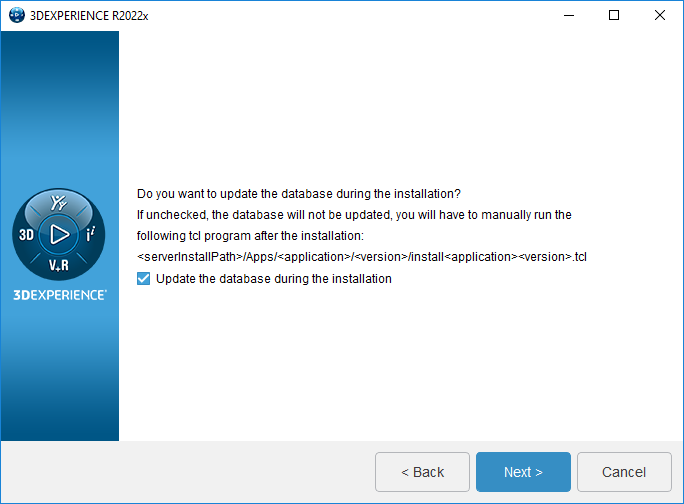 3DEXPERIENCE R2022x
Do you want to update the database during the installation?
If unchecked, the database will not be updated, you will have to manually run the
following tcl program after the installation:
<serverInstallPath>/Apps/<application>/<version>/install<application><version>.tcl
Update the database during the installation
3D
i
V+R
3DEXPERIENCE
< Back
Next >
Cancel